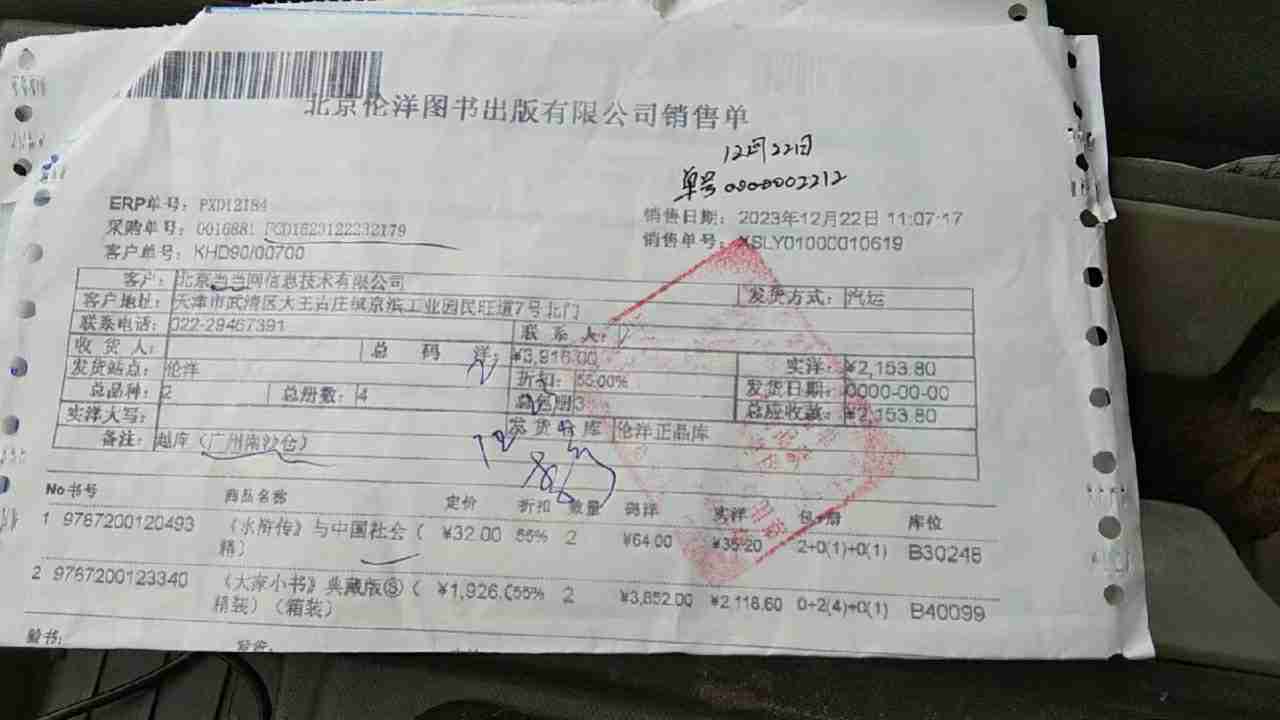 北京伦洋图书出版有限公司销售单
12月22日
单号 0900002212
ERP单号: PXD12184
采购单号: 0016881
销售日期: 2023年12月22日 11:07:17
客户单号: KHD90/00700
销售单号: XSLY01000010619
客户: 北京当当网信息技术有限公司 发货方式: 汽运
客户地址: 天津市武清区大王古庄镇京滨工业园民旺道7号北门
联系电话: 022-29467391 联系人:
收货人: 总码洋: ¥3,916.00 实洋: ¥2,153.80
发货站点: 伦洋 折扣: 55.00% 发货日期: 0000-00-00
总品种: 2 总册数: 4 3 总应收款: ¥2,153.80
实洋大写: 发货仓库 伦洋正品库
备注: 越库（广州南沙仓）
No 书号 商品名称 定价 折扣 数量 码洋 实洋 库位
1 9787200120493 《水浒传》与中国社会（ ¥32.00 55% 2 ¥64.00 ¥35.20 2+0(1)+0(1) B30248
精）
2 9787200123340 《大家小书》典藏版⑧（ ¥1,926.0 55% 2 ¥3,852.00 ¥2,118.60 0+2(4)+0(1) B40099
精装）（箱装）
验书: 发货: